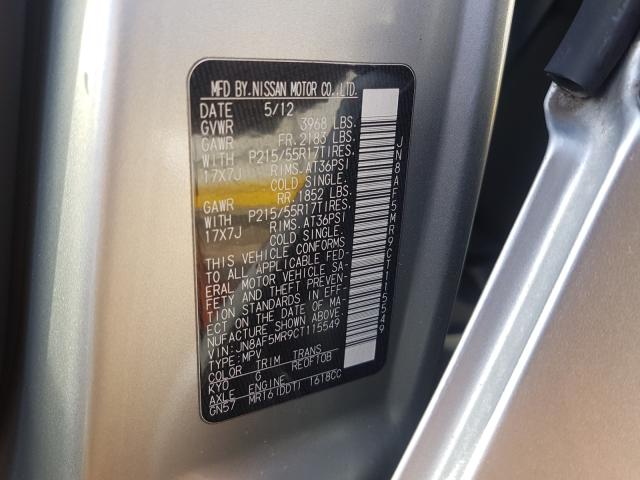 MFD BY.NISSAN MOTOR CO.,LTD.
DATE 5/12
GVWR 3968 LBS.
GAWR FR. 2183 LBS.
WITH P215/55R17TIRES.
17X7J RIMS. AT36PSI
COLD SINGLE.
GAWR RR. 1852 LBS.
WITH P215/55R17TIRES.
17X7J RIMS. AT36PSI
COLD SINGLE.
THIS VEHICLE CONFORMS
TO ALL APPLICABLE FED-
ERAL MOTOR VEHICLE SA-
FETY AND THEFT PREVEN-
TION STANDARDS IN EFF-
ECT ON THE DATE OF MA-
NUFACTURE SHOWN ABOVE.
VIN: JN8AF5MR9CT115549
TYPE: MPV
COLOR TRIM TRANS
KY0 G RE0F10B
AXLE ENGINE
GN57 MR16(DDT) 1618CC
JN8AF5MR9CT115549